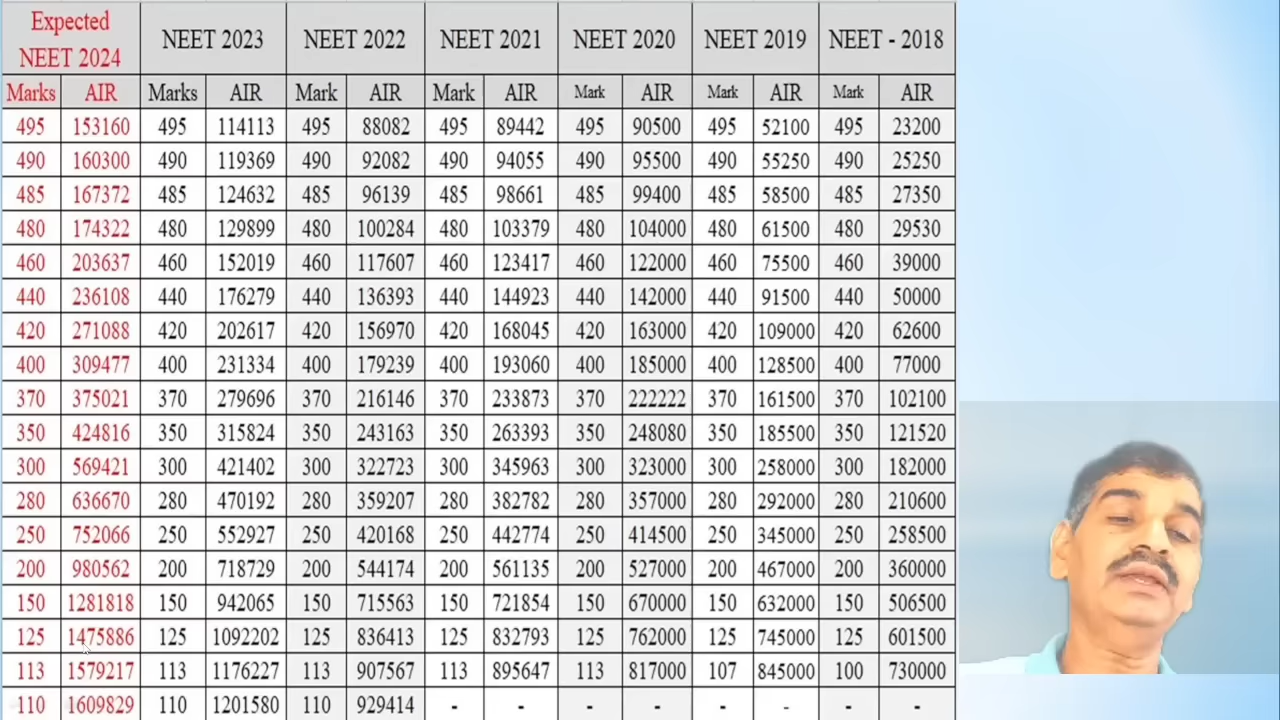 Expected NEET 2024 NEET 2023 NEET 2022 NEET 2021 NEET 2020 NEET 2019 NEET - 2018
Marks AIR Marks AIR Mark AIR Mark AIR Mark AIR Mark AIR Mark AIR
495 153160 495 114113 495 88082 495 89442 495 90500 495 52100 495 23200
490 160300 490 119369 490 92082 490 94055 490 95500 490 55250 490 25250
485 167372 485 124632 485 96139 485 98661 485 99400 485 58500 485 27350
480 174322 480 129899 480 100284 480 103379 480 104000 480 61500 480 29530
460 203637 460 152019 460 117607 460 123417 460 122000 460 75500 460 39000
440 236108 440 176279 440 136393 440 144923 440 142000 440 91500 440 50000
420 271088 420 202617 420 156970 420 168045 420 163000 420 109000 420 62600
400 309477 400 231334 400 179239 400 193060 400 185000 400 128500 400 77000
370 375021 370 279696 370 216146 370 233873 370 222222 370 161500 370 102100
350 424816 350 315824 350 243163 350 263393 350 248080 350 185500 350 121520
300 569421 300 421402 300 322723 300 345963 300 323000 300 258000 300 182000
280 636670 280 470192 280 359207 280 382782 280 357000 280 292000 280 210600
250 752066 250 552927 250 420168 250 442774 250 414500 250 345000 250 258500
200 980562 200 718729 200 544174 200 561135 200 527000 200 467000 200 360000
150 1281818 150 942065 150 715563 150 721854 150 670000 150 632000 150 506500
125 1475886 125 1092202 125 836413 125 832793 125 762000 125 745000 125 601500
113 1579217 113 1176227 113 907567 113 895647 113 817000 107 845000 100 730000
110 1609829 110 1201580 110 929414 - - - - - - - -